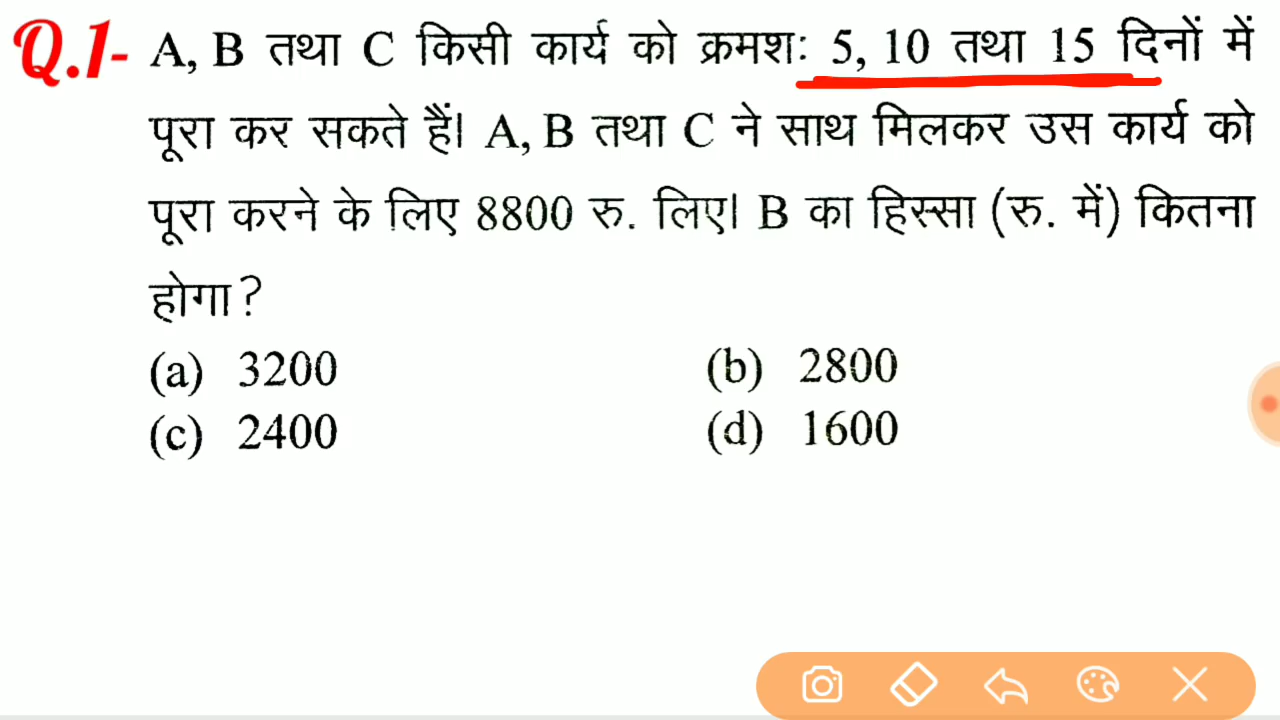 Q.1- A, B तथा C किसी कार्य को क्रमशः 5, 10 तथा 15 दिनों में
पूरा कर सकते हैं। A, B तथा C ने साथ मिलकर उस कार्य को
पूरा करने के लिए 8800 रु. लिए। B का हिस्सा (रु. में) कितना
होगा?
(a) 3200 (b) 2800
(c) 2400 (d) 1600